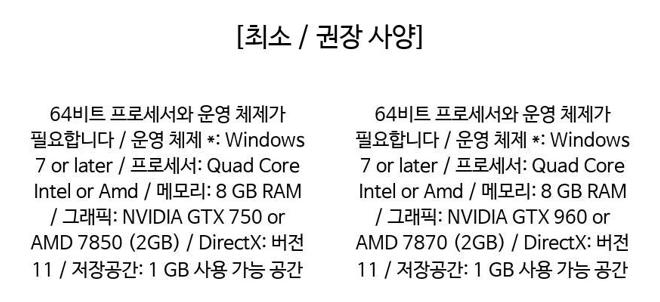 [최소 / 권장 사양]
64비트 프로세서와 운영 체제가
필요합니다 / 운영 체제 *: Windows
7 or later / 프로세서: Quad Core
Intel or Amd / 메모리: 8 GB RAM
/ 그래픽: NVIDIA GTX 750 or
AMD 7850 (2GB) / DirectX: 버전
11 / 저장공간: 1 GB 사용 가능 공간
64비트 프로세서와 운영 체제가
필요합니다 / 운영 체제 *: Windows
7 or later / 프로세서: Quad Core
Intel or Amd / 메모리: 8 GB RAM
/ 그래픽: NVIDIA GTX 960 or
AMD 7870 (2GB) / DirectX: 버전
11 / 저장공간: 1 GB 사용 가능 공간